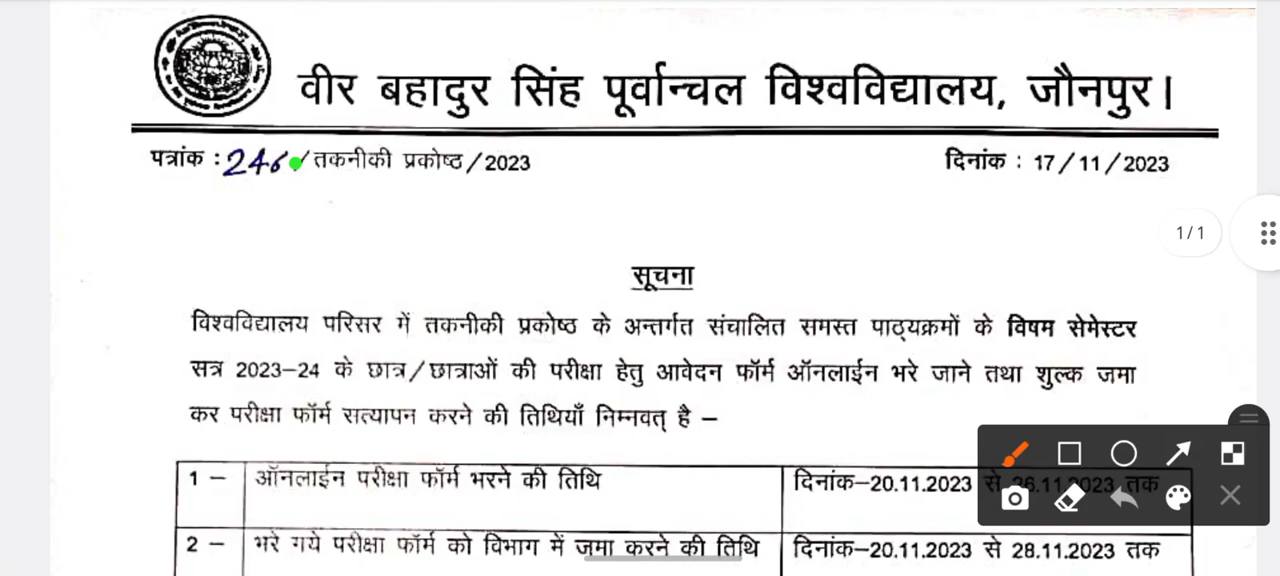 वीर बहादुर सिंह पूर्वान्चल विश्वविद्यालय, जौनपुर।
पत्रांक : 246 / तकनीकी प्रकोष्ठ / 2023 दिनांक : 17 / 11 / 2023
1 / 1
सूचना
विश्वविद्यालय परिसर में तकनीकी प्रकोष्ठ के अन्तर्गत संचालित समस्त पाठ्यक्रमों के विषम सेमेस्टर
सत्र 2023–24 के छात्र / छात्राओं की परीक्षा हेतु आवेदन फॉर्म ऑनलाईन भरे जाने तथा शुल्क जमा
कर परीक्षा फॉर्म सत्यापन करने की तिथियाँ निम्नवत् है –
1 – ऑनलाईन परीक्षा फॉर्म भरने की तिथि दिनांक–20.11.2023 से 26.11.2023 तक
2 – भरे गये परीक्षा फॉर्म को विभाग में जमा करने की तिथि दिनांक–20.11.2023 से 28.11.2023 तक